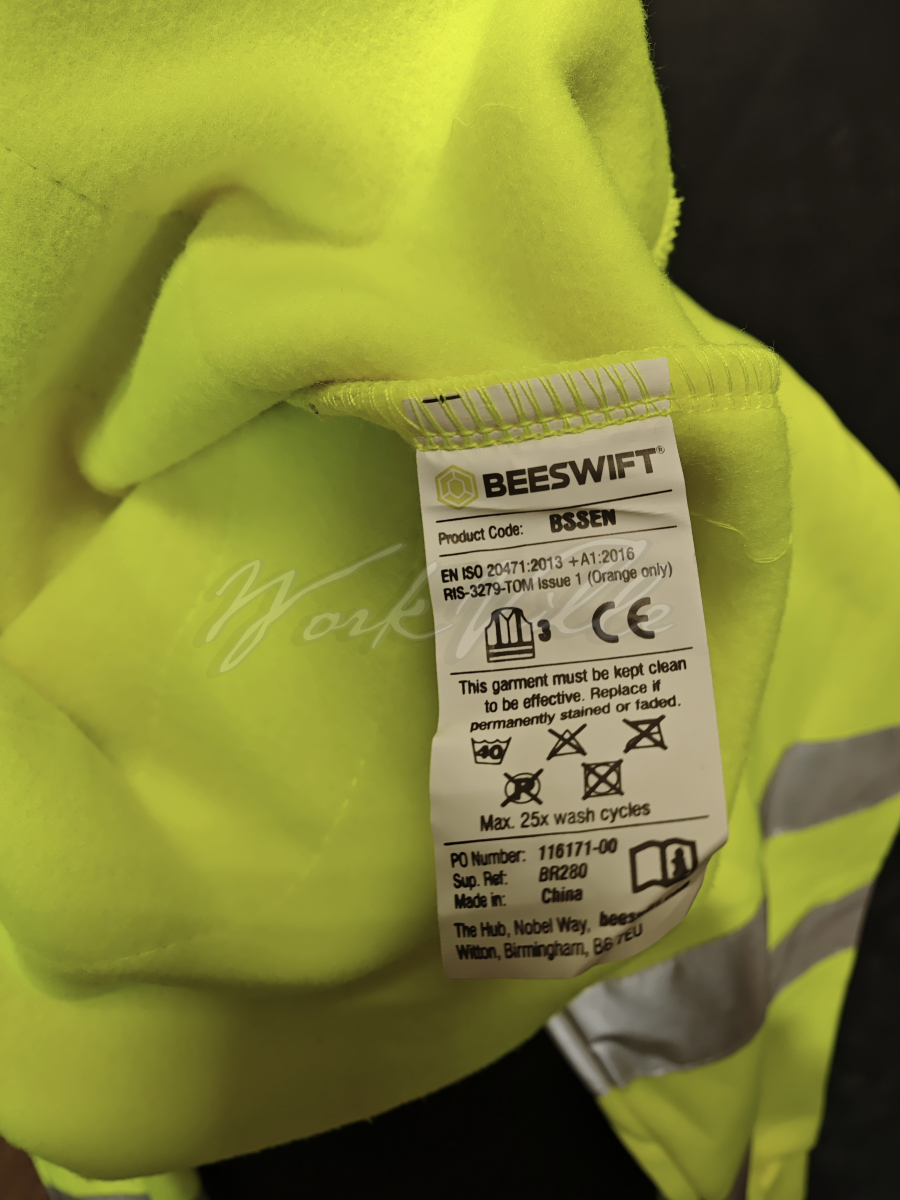 BEESWIFT®
Product Code: BSSEN
EN ISO 20471:2013 +A1:2016
RIS-3279-TOM Issue 1 (Orange only)
3 CE
This garment must be kept clean
to be effective. Replace if
permanently stained or faded.
40
Max. 25x wash cycles
PO Number: 116171-00
Sup. Ref: BR280
Made in: China
The Hub, Nobel Way,
Witton, Birmingham, B6 7EU
WorkVille